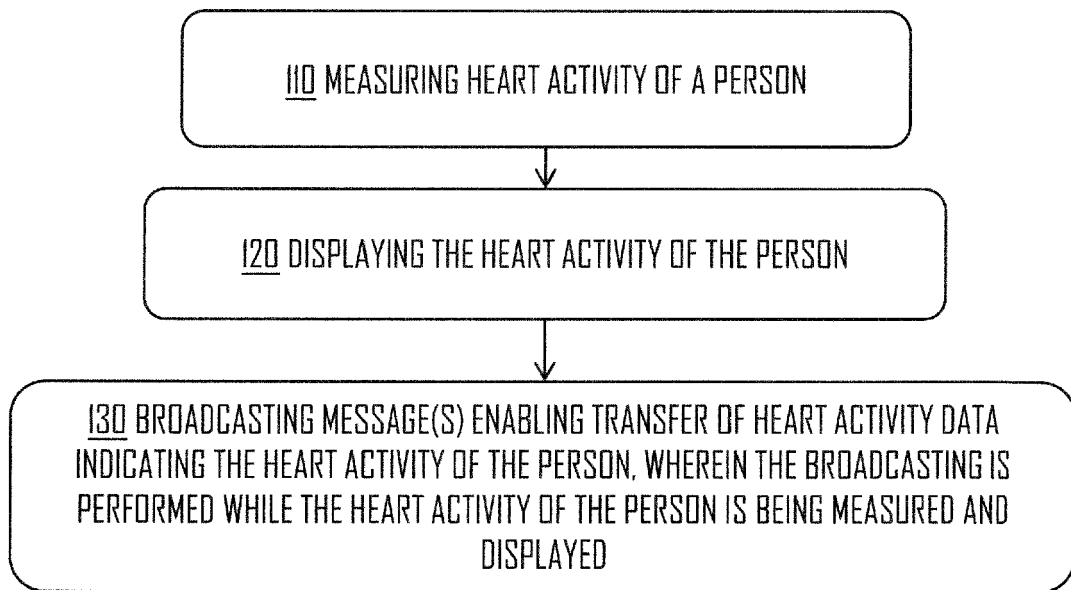 110 MEASURING HEART ACTIVITY OF A PERSON
120 DISPLAYING THE HEART ACTIVITY OF THE PERSON
130 BROADCASTING MESSAGE(S) ENABLING TRANSFER OF HEART ACTIVITY DATA
INDICATING THE HEART ACTIVITY OF THE PERSON, WHEREIN THE BROADCASTING IS
PERFORMED WHILE THE HEART ACTIVITY OF THE PERSON IS BEING MEASURED AND
DISPLAYED